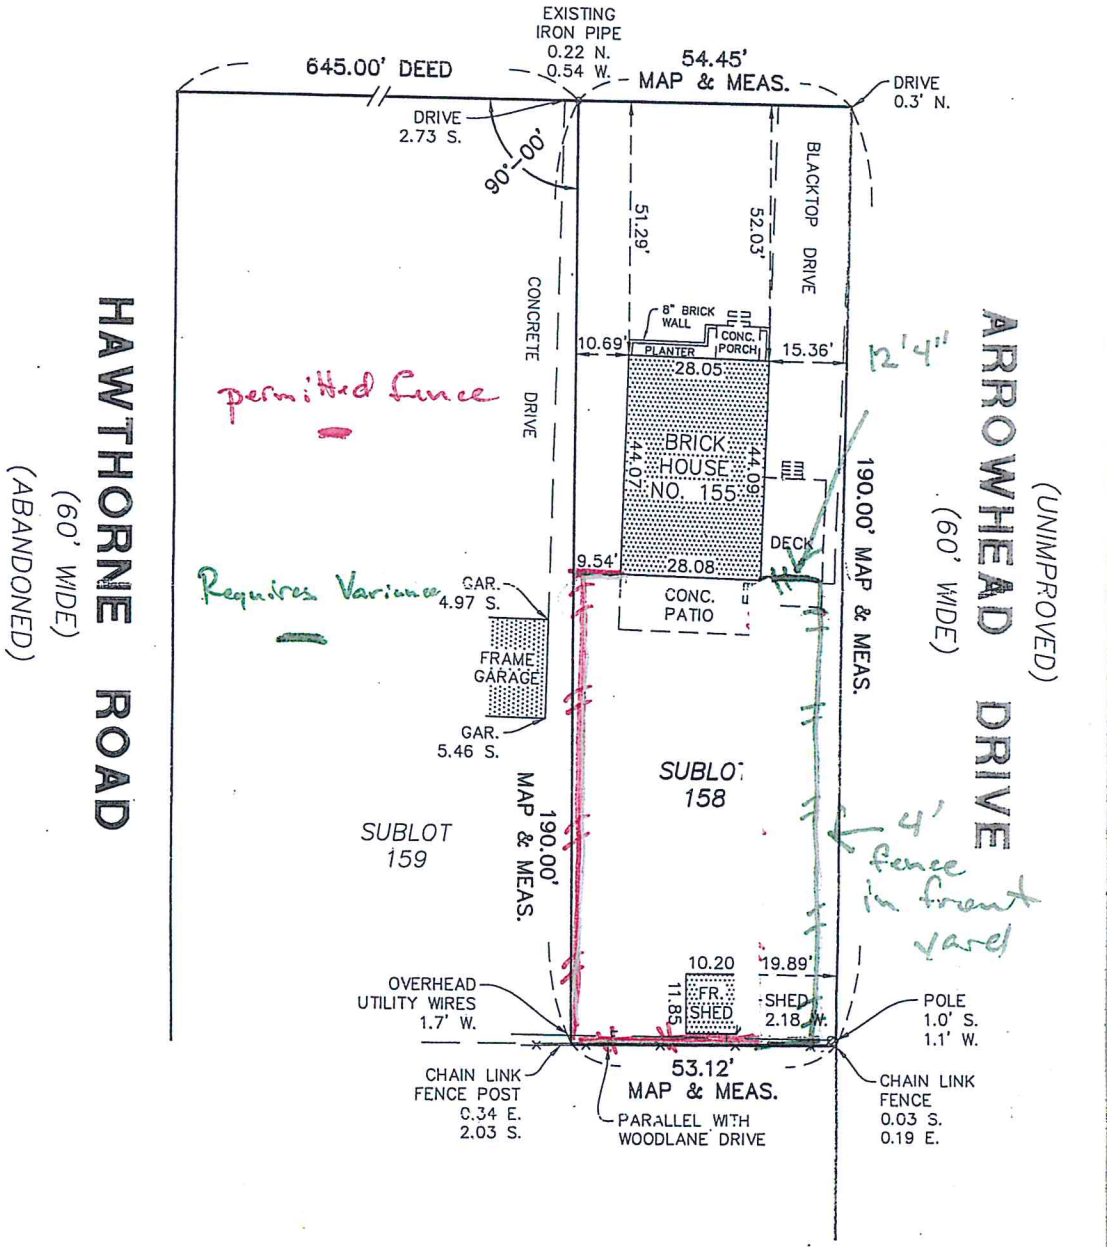 EXISTING
IRON PIPE
0.22 N.
0.54 W.
645.00' DEED
54.45'
MAP & MEAS.
DRIVE
0.3' N.
DRIVE
2.73 S.
90°-00'
BLACKTOP DRIVE
51.29'
52.03'
CONCRETE DRIVE
8" BRICK
WALL
CONC.
PORCH
PLANTER
10.69'
15.36'
12'4"
28.05
permitted fence
BRICK
HOUSE
NO. 155
44.07
44.09
190.00' MAP & MEAS.
DECK
9.54'
28.08
CONC.
PATIO
Requires Variance
GAR.
4.97 S.
FRAME
GARAGE
GAR.
5.46 S.
HAWTHORNE ROAD
(60' WIDE)
(ABANDONED)
ARROWHEAD DRIVE
(60' WIDE)
(UNIMPROVED)
SUBLOT
158
SUBLOT
159
190.00'
MAP & MEAS.
4'
fence
in front
yard
10.20
19.89'
11.85
FR.
SHED
SHED
2.18 W
OVERHEAD
UTILITY WIRES
1.7' W.
POLE
1.0' S.
1.1' W.
53.12'
MAP & MEAS.
CHAIN LINK
FENCE POST
0.34 E.
2.03 S.
PARALLEL WITH
WOODLANE DRIVE
CHAIN LINK
FENCE
0.03 S.
0.19 E.